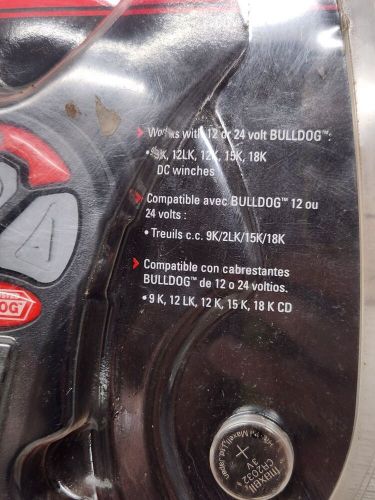 Works with 12 or 24 volt BULLDOG™:
• 9K, 12LK, 12K, 15K, 18K
DC winches
Compatible avec BULLDOG™ 12 ou
24 volts :
• Treuils c.c. 9K/2LK/15K/18K
Compatible con cabrestantes
BULLDOG™ de 12 o 24 voltios.
• 9 K, 12 LK, 12 K, 15 K, 18 K CD
OG
maxell
CR2032
3V